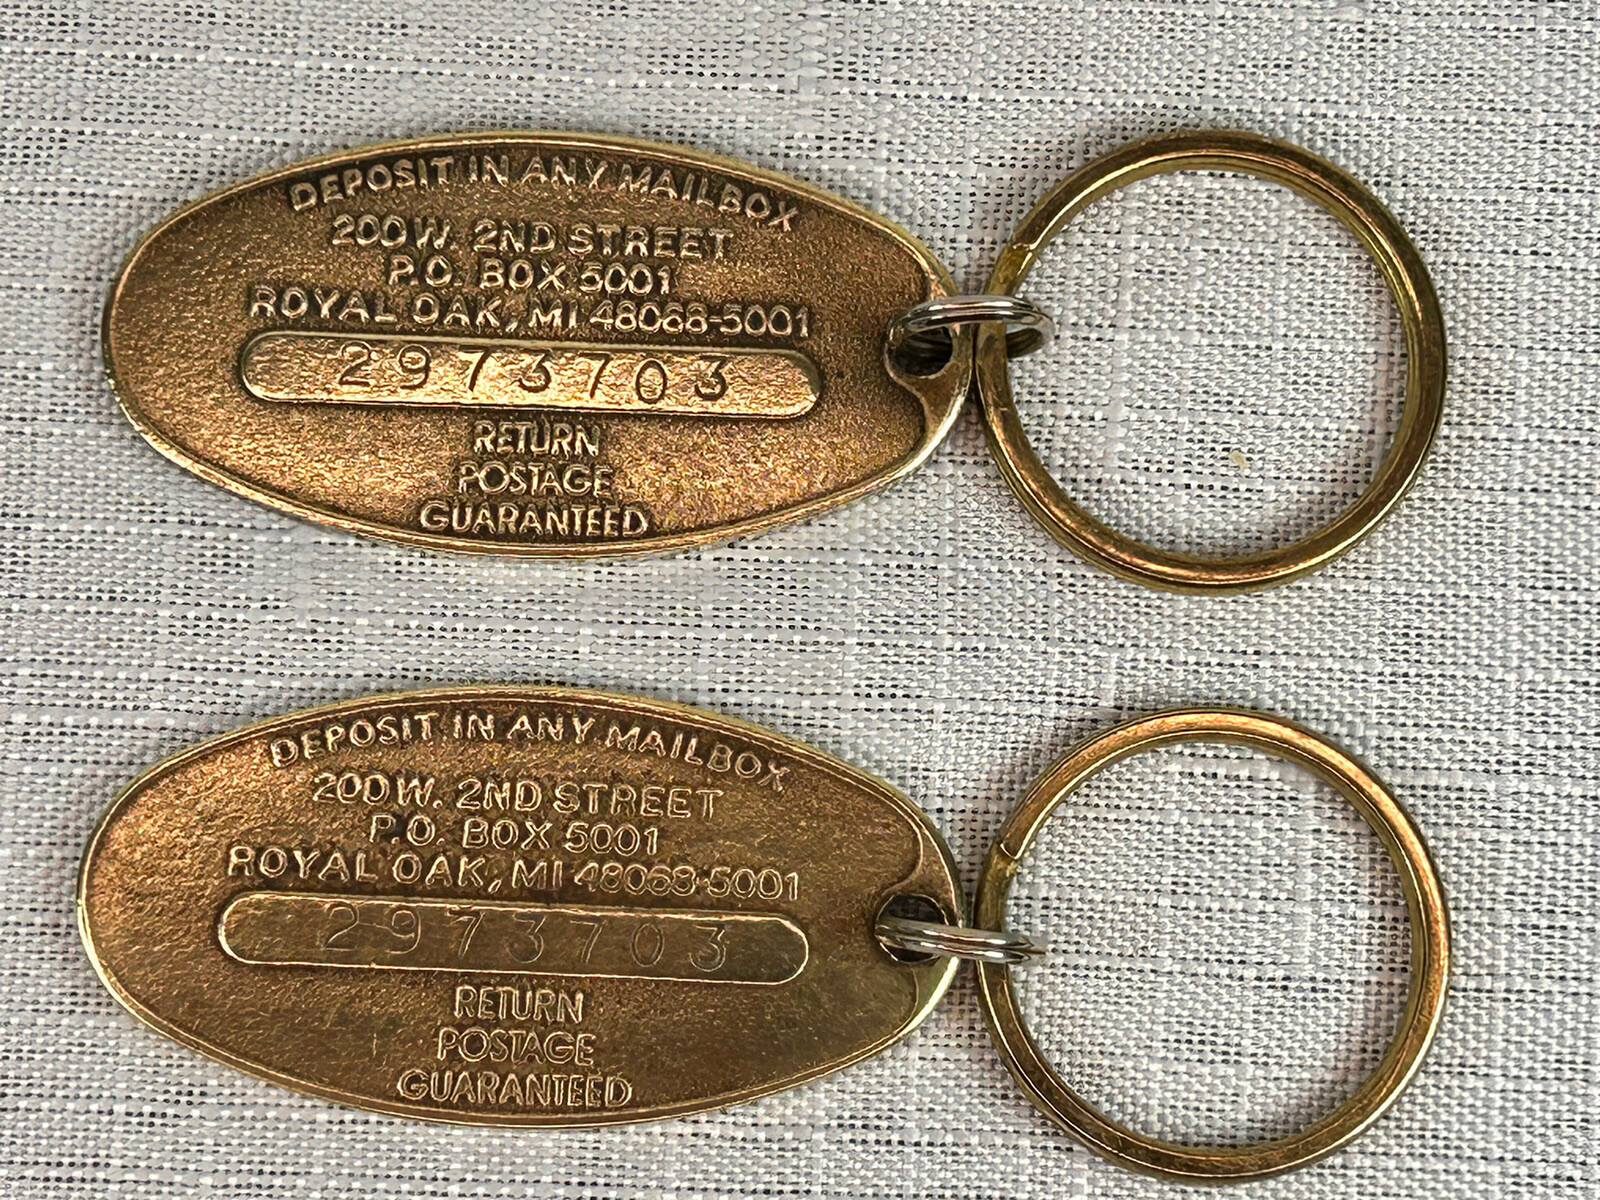 DEPOSIT IN ANY MAILBOX
200 W. 2ND STREET
P.O. BOX 5001
ROYAL OAK, MI 48068-5001
2973703
RETURN
POSTAGE
GUARANTEED
DEPOSIT IN ANY MAILBOX
200 W. 2ND STREET
P.O. BOX 5001
ROYAL OAK, MI 48068-5001
2973703
RETURN
POSTAGE
GUARANTEED